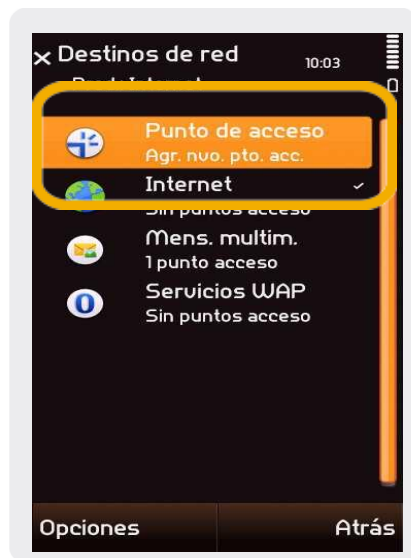 Destinos de red
10:03
Punto de acceso
Agr. nvo. pto. acc.
Internet
Sin puntos acceso
Mens. multim.
1 punto acceso
Servicios WAP
Sin puntos acceso
Opciones
Atrás